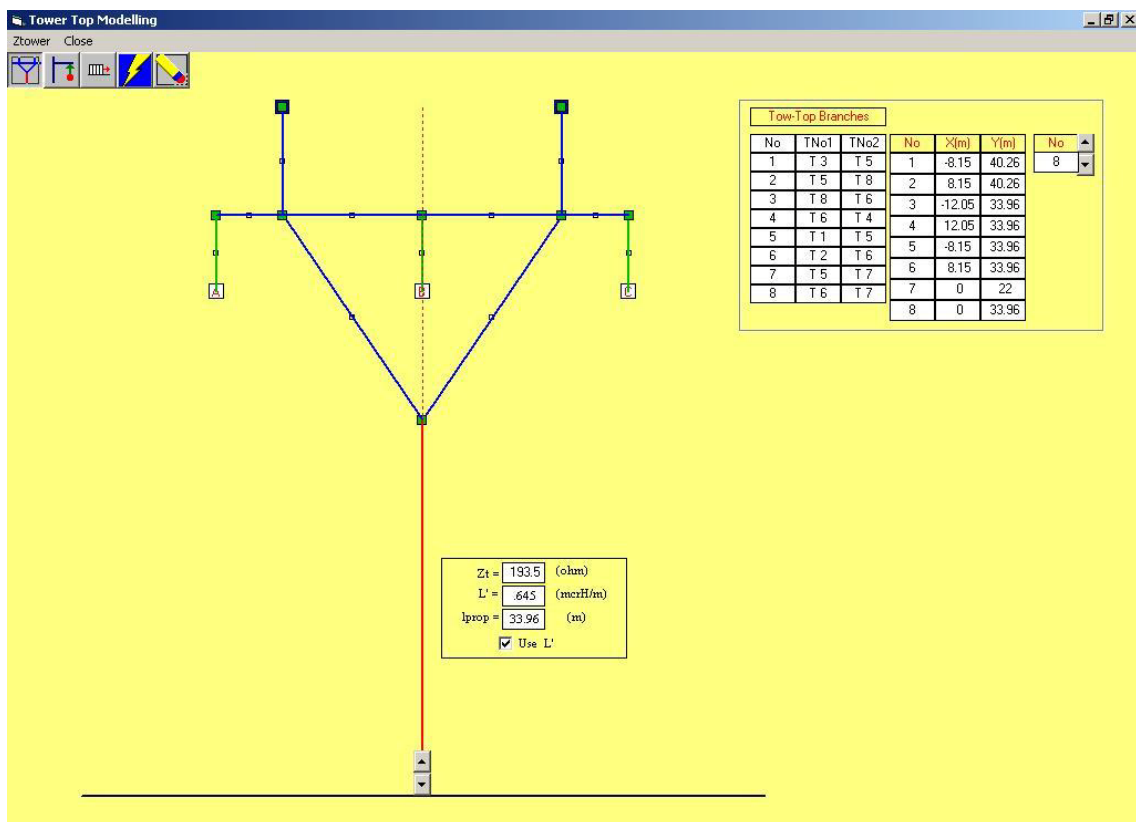 Tower Top Modelling
Ztower Close
Tow-Top Branches
No TNo1 TNo2 No X(m) Y(m) No
1 T 3 T 5 1 -8.15 40.26 8
2 T 5 T 8 2 8.15 40.26
3 T 8 T 6 3 -12.05 33.96
4 T 6 T 4 4 12.05 33.96
5 T 1 T 5 5 -8.15 33.96
6 T 2 T 6 6 8.15 33.96
7 T 5 T 7 7 0 22
8 T 6 T 7 8 0 33.96
A B C
Zt = 193.5 (ohm)
L' = .645 (mcrH/m)
lprop = 33.96 (m)
Use L'